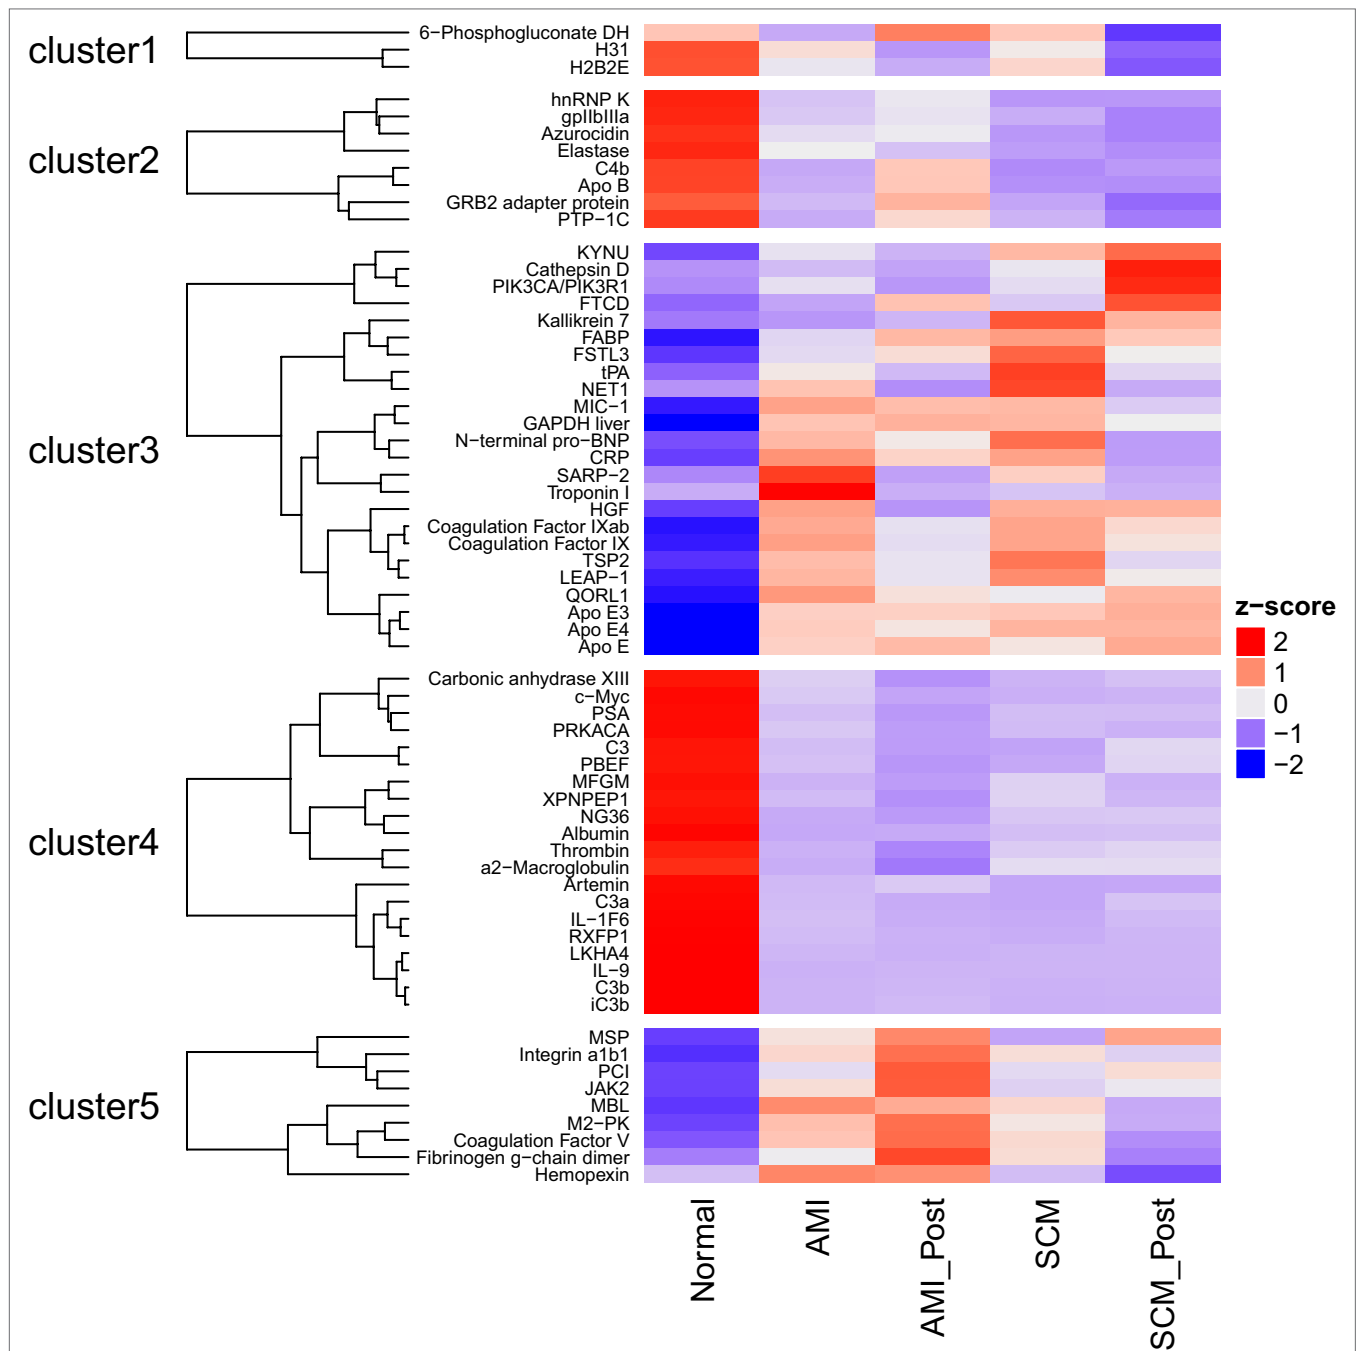 cluster1
6−Phosphogluconate DH
H31
H2B2E
cluster2
hnRNP K
gpIIbIIIa
Azurocidin
Elastase
C4b
Apo B
GRB2 adapter protein
PTP−1C
cluster3
KYNU
Cathepsin D
PIK3CA/PIK3R1
FTCD
Kallikrein 7
FABP
FSTL3
tPA
NET1
MIC−1
GAPDH liver
N−terminal pro−BNP
CRP
SARP−2
Troponin I
HGF
Coagulation Factor IXab
Coagulation Factor IX
TSP2
LEAP−1
QORL1
Apo E3
Apo E4
Apo E
cluster4
Carbonic anhydrase XIII
c−Myc
PSA
PRKACA
C3
PBEF
MFGM
XPNPEP1
NG36
Albumin
Thrombin
a2−Macroglobulin
Artemin
C3a
IL−1F6
RXFP1
LKHA4
IL−9
C3b
iC3b
cluster5
MSP
Integrin a1b1
PCI
JAK2
MBL
M2−PK
Coagulation Factor V
Fibrinogen g−chain dimer
Hemopexin
Normal
AMI
AMI_Post
SCM
SCM_Post
z−score
2
1
0
−1
−2